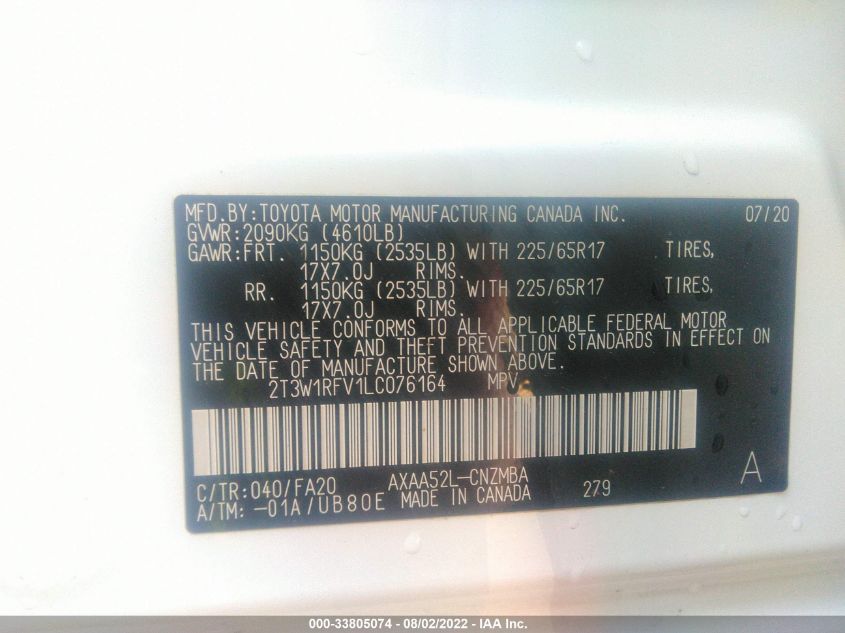 MFD.BY:TOYOTA MOTOR MANUFACTURING CANADA INC. 07/20
GVWR:2090KG (4610LB)
GAWR:FRT. 1150KG (2535LB) WITH 225/65R17 TIRES,
17X7.0J RIMS.
RR. 1150KG (2535LB) WITH 225/65R17 TIRES,
17X7.0J RIMS.
THIS VEHICLE CONFORMS TO ALL APPLICABLE FEDERAL MOTOR
VEHICLE SAFETY AND THEFT PREVENTION STANDARDS IN EFFECT ON
THE DATE OF MANUFACTURE SHOWN ABOVE.
2T3W1RFV1LC076164 MPV
C/TR:040/FA20 AXAA52L-CNZMBA A
A/TM:-01A/UB80E MADE IN CANADA 279
000-33805074 - 08/02/2022 - IAA Inc.